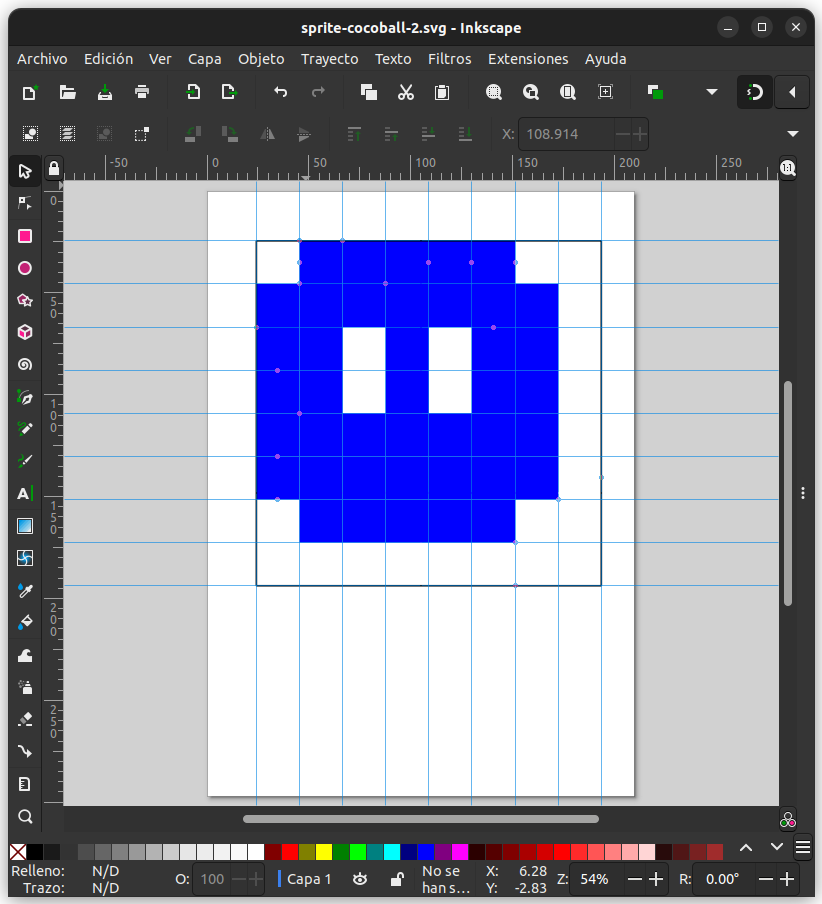 sprite-cocoball-2.svg - Inkscape
Archivo Edición Ver Capa Objeto Trayecto Texto Filtros Extensiones Ayuda
X: 108.914
-50 0 50 100 150 200 250
1:1
0
50
100
150
200
250
A
Relleno: N/D
Trazo: N/D
O: 100
Capa 1
No se
han s...
X: 6.28
Y: -2.83
Z: 54%
R: 0.00°